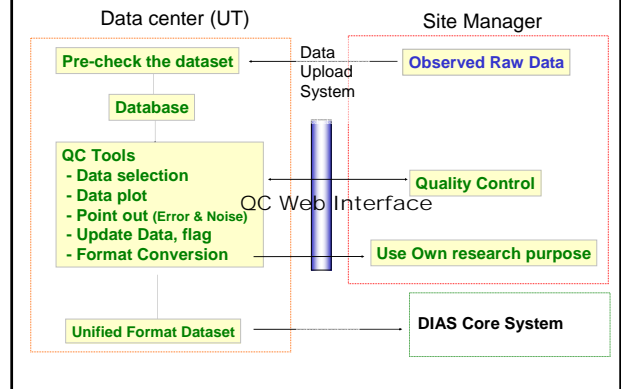 Data center (UT)
Site Manager
Pre-check the dataset
Data
Upload
System
Observed Raw Data
Database
QC Tools
- Data selection
- Data plot
- Point out (Error & Noise)
- Update Data, flag
- Format Conversion
QC Web Interface
Quality Control
Use Own research purpose
Unified Format Dataset
DIAS Core System